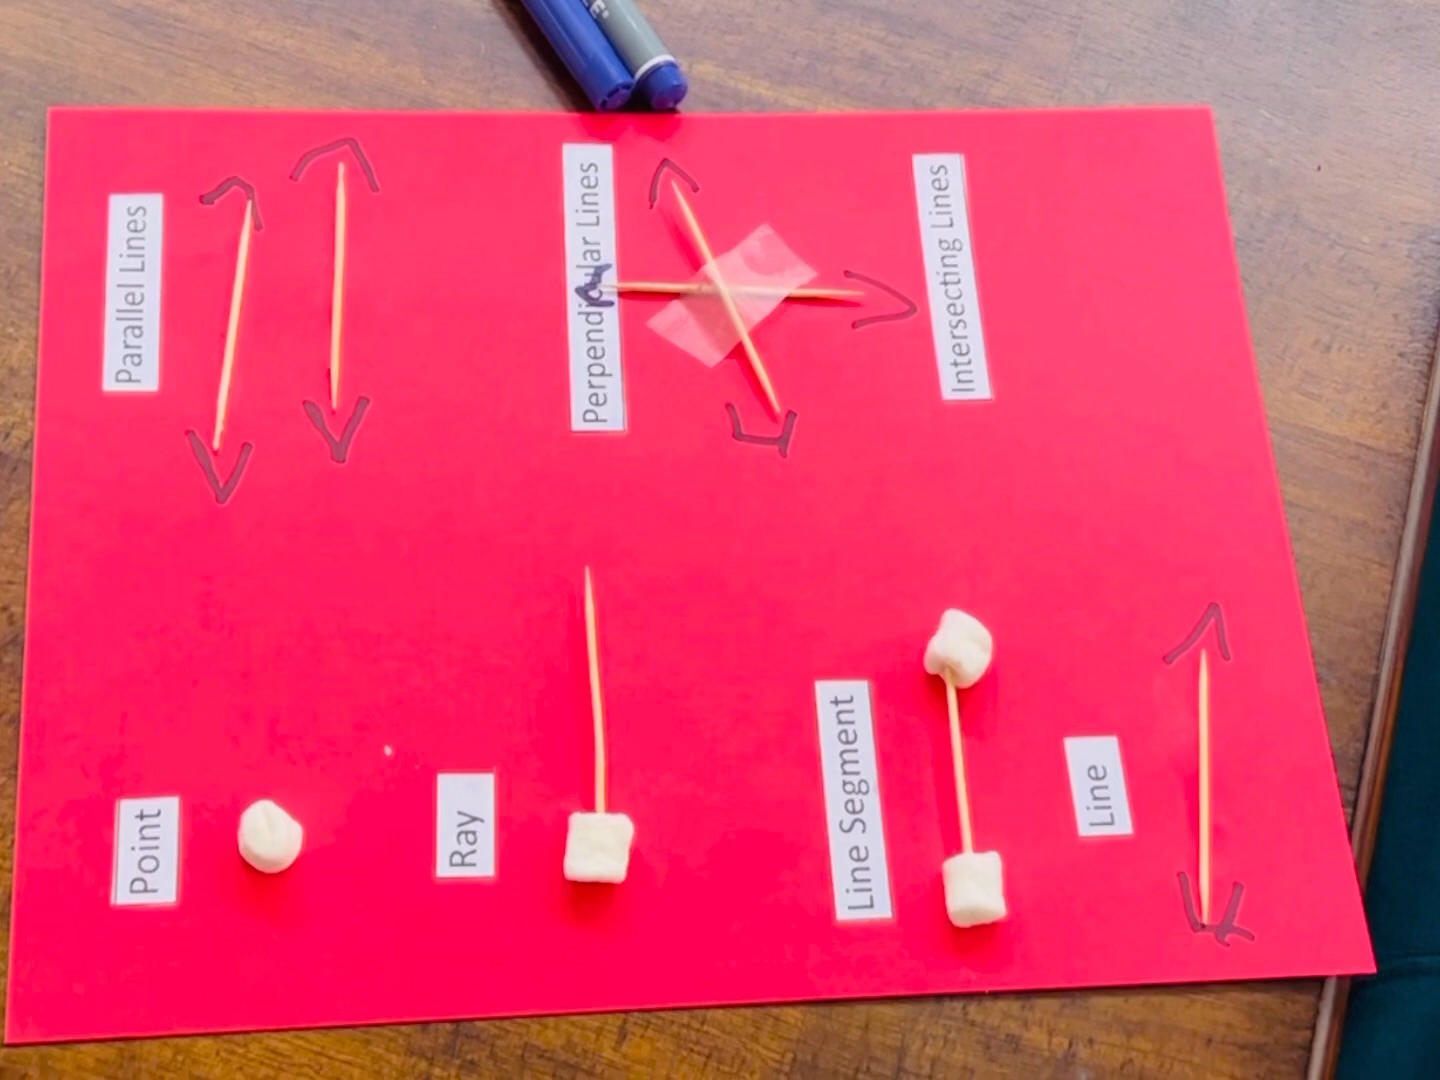 Point
Parallel Lines
Ray
Perpendicular Lines
Line Segment
Intersecting Lines
Line